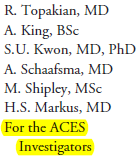 R. Topakian, MD
A. King, BSc
S.U. Kwon, MD, PhD
A. Schaafsma, MD
M. Shipley, MSc
H.S. Markus, MD
For the ACES
Investigators